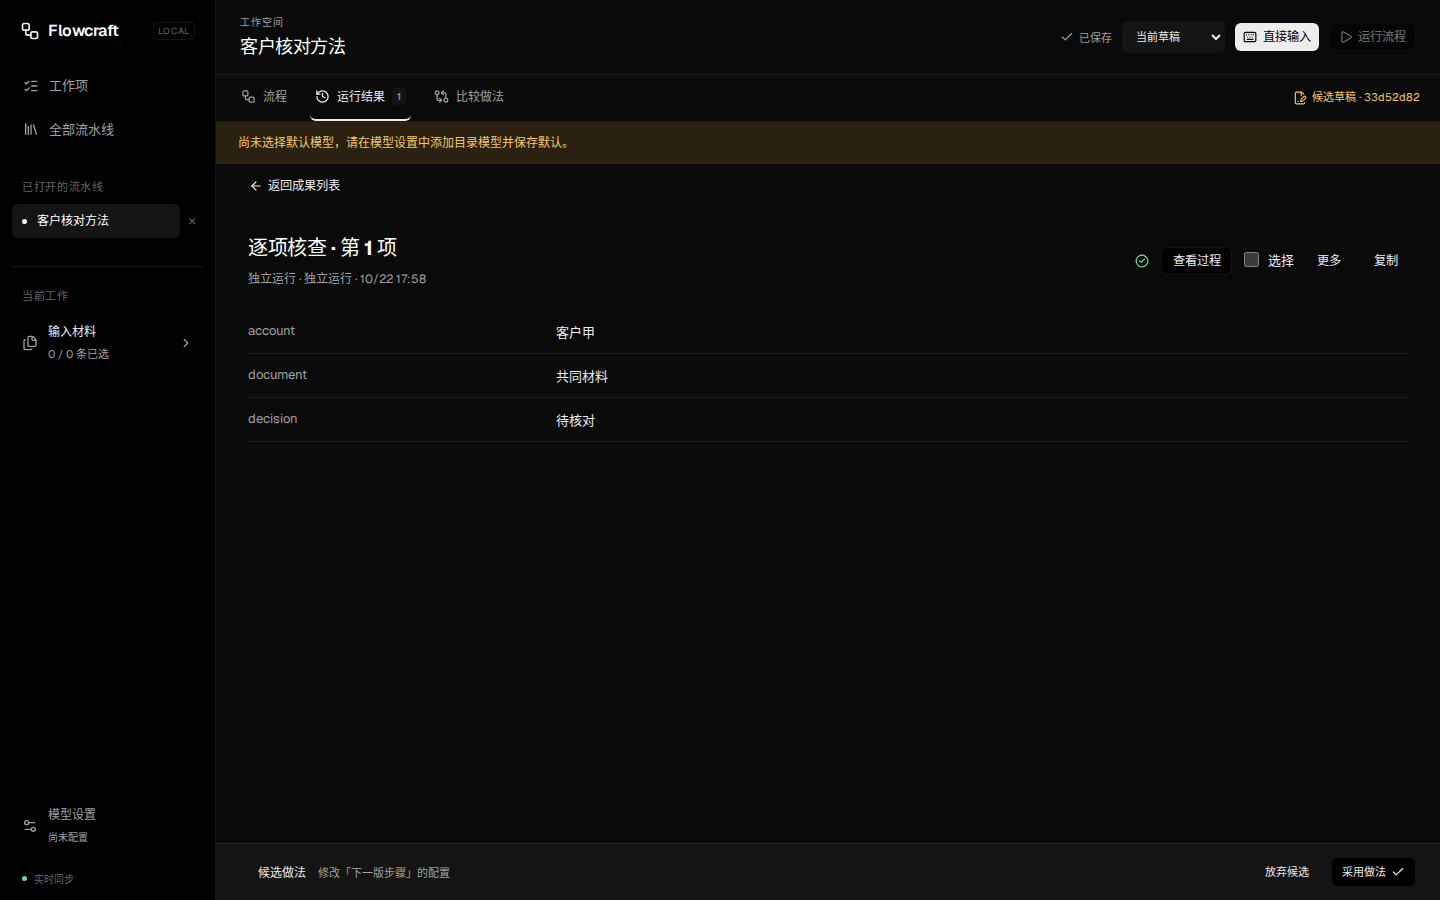 Flowcraft
LOCAL
工作项
全部流水线
已打开的流水线
客户核对方法
当前工作
输入材料
0 / 0 条已选
模型设置
尚未配置
实时同步
工作空间
客户核对方法
已保存
当前草稿
直接输入
运行流程
流程
运行结果 1
比较做法
候选草稿 · 33d52d82
尚未选择默认模型，请在模型设置中添加目录模型并保存默认。
返回成果列表
逐项核查 · 第 1 项
独立运行 · 独立运行 · 10/22 17:58
查看过程
选择
更多
复制
account 客户甲
document 共同材料
decision 待核对
候选做法 修改「下一版步骤」的配置
放弃候选
采用做法